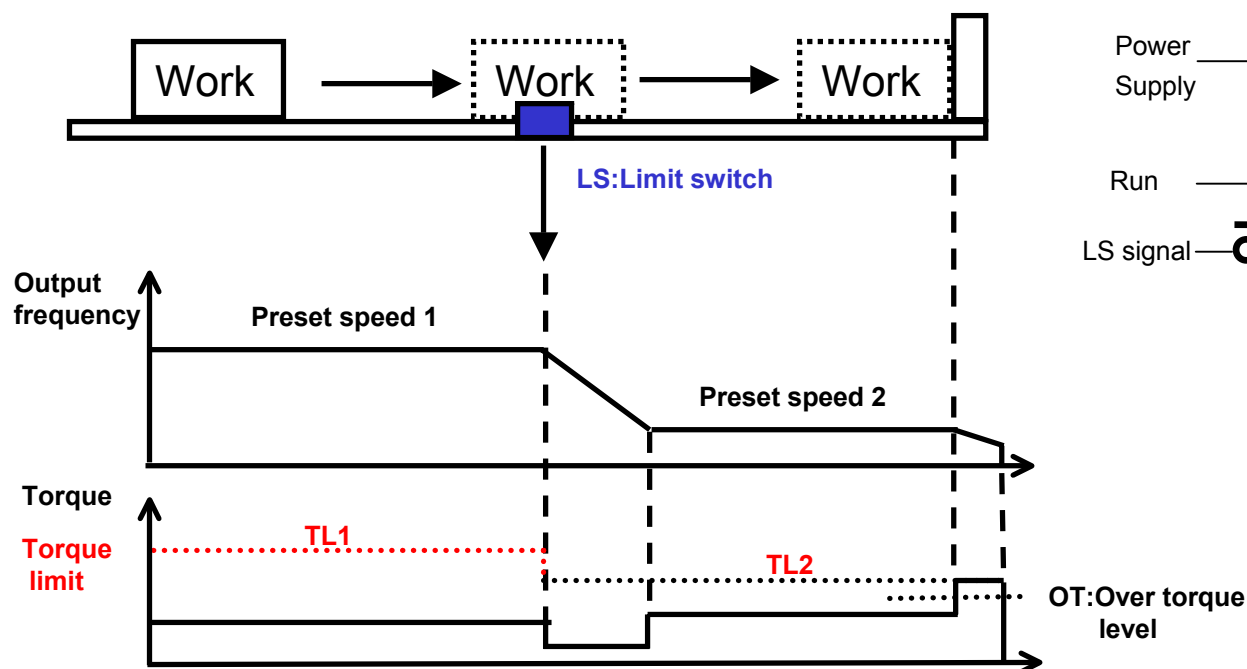 Work
Work
Work
Power
Supply
LS:Limit switch
Run
LS signal
Output
frequency
Preset speed 1
Preset speed 2
Torque
Torque
limit
TL1
TL2
OT:Over torque
level